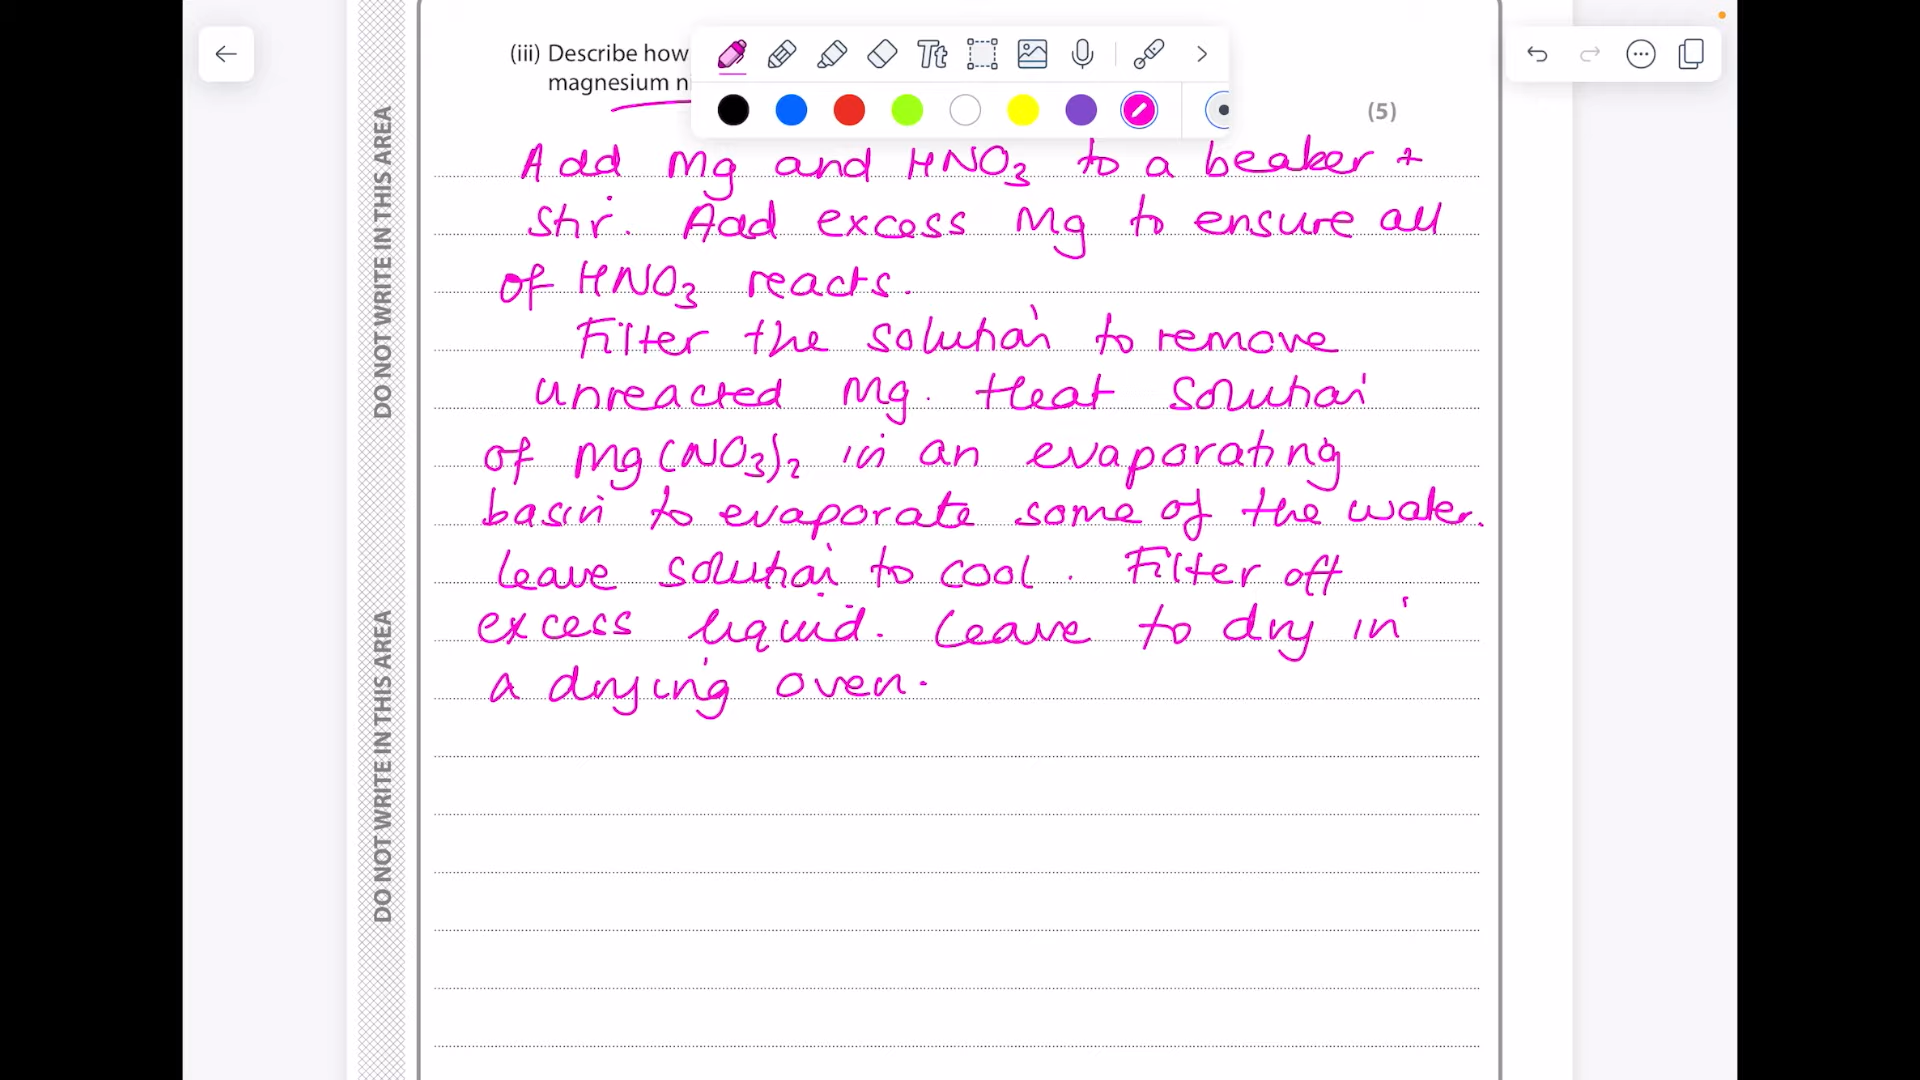 (iii) Describe how
magnesium ni
Tt
(5)
Add Mg and HNO3 to a beaker +
Stir. Add excess Mg to ensure all
of HNO3 reacts.
Filter the solution to remove
unreacted Mg. Heat solution
of Mg(NO3)2 in an evaporating
basin to evaporate some of the water.
Leave solution to cool. Filter off
excess liquid. Leave to dry in
a drying oven.
DO NOT WRITE IN THIS AREA
DO NOT WRITE IN THIS AREA